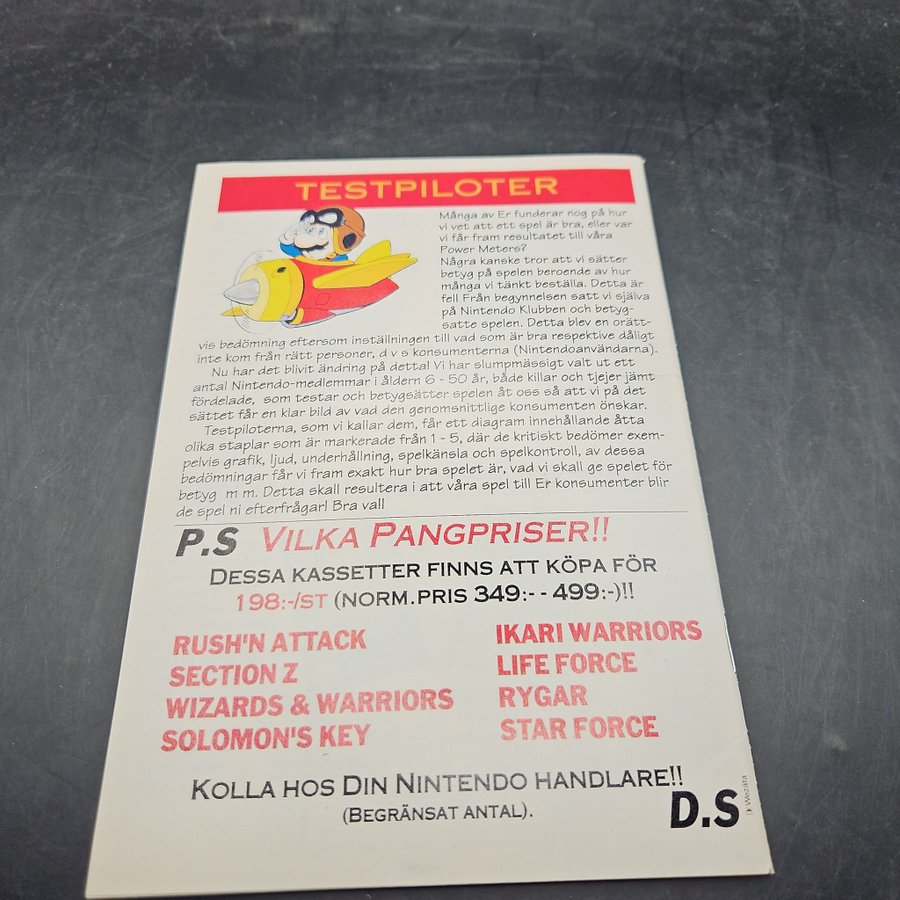 TESTPILOTER
Många av Er funderar nog på hur
vi vet att ett spel är bra, eller var
vi får fram resultatet till våra
Power Meters?
Några kanske tror att vi sätter
betyg på spelen beroende av hur
många vi tänkt beställa. Detta är
fel! Från begynnelsen satt vi själva
på Nintendo Klubben och betyg-
satte spelen. Detta blev en orätt-
vis bedömning eftersom inställningen till vad som är bra respektive dåligt
inte kom från rätt personer, d v s konsumenterna (Nintendoanvändarna).
Nu har det blivit ändring på detta! Vi har slumpmässigt valt ut ett
antal Nintendo-medlemmar i åldern 6 - 50 år, både killar och tjejer jämt
fördelade, som testar och betygsätter spelen åt oss så att vi på det
sättet får en klar bild av vad den genomsnittlige konsumenten önskar.
Testpiloterna, som vi kallar dem, får ett diagram innehållande åtta
olika staplar som är markerade från 1 - 5, där de kritiskt bedömer exem-
pelvis grafik, ljud, underhållning, spelkänsla och spelkontroll, av dessa
bedömningar får vi fram exakt hur bra spelet är, vad vi skall ge spelet för
betyg m m. Detta skall resultera i att våra spel till Er konsumenter blir
de spel ni efterfrågar! Bra va!!
P.S VILKA PANGPRISER!!
DESSA KASSETTER FINNS ATT KÖPA FÖR
198:-/ST (NORM.PRIS 349:- - 499:-)!!
RUSH'N ATTACK
SECTION Z
WIZARDS & WARRIORS
SOLOMON'S KEY
IKARI WARRIORS
LIFE FORCE
RYGAR
STAR FORCE
KOLLA HOS DIN NINTENDO HANDLARE!!
(BEGRÄNSAT ANTAL).
D.S
Wezäta